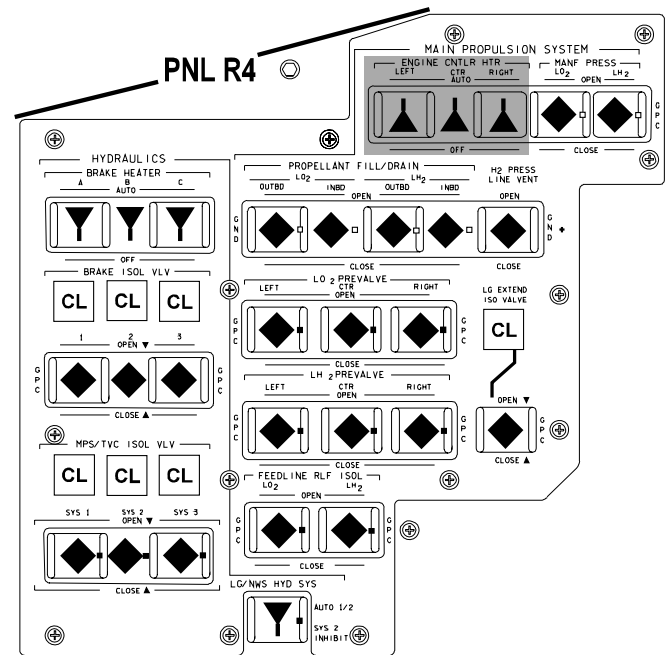 PNL R4
MAIN PROPULSION SYSTEM
ENGINE CNTLR HTR
LEFT CTR RIGHT
AUTO
OFF
MANF PRESS
LO2 LH2
OPEN
GPC
CLOSE
HYDRAULICS
BRAKE HEATER
A B C
AUTO
OFF
BRAKE ISOL VLV
CL CL CL
1 2 3
OPEN ▼
GPC GPC
CLOSE ▲
MPS/TVC ISOL VLV
CL CL CL
SYS 1 SYS 2 SYS 3
OPEN ▼
CLOSE ▲
PROPELLANT FILL/DRAIN
LO2 LH2
OUTBD INBD OUTBD INBD
OPEN
GND
CLOSE
H2 PRESS
LINE VENT
OPEN
GND
CLOSE
LO2 PREVALVE
LEFT CTR RIGHT
OPEN
GPC GPC
CLOSE
LG EXTEND
ISO VALVE
CL
OPEN ▼
GPC
CLOSE ▲
LH2 PREVALVE
LEFT CTR RIGHT
OPEN
GPC GPC
CLOSE
FEEDLINE RLF ISOL
LO2 LH2
OPEN
GPC GPC
CLOSE
LG/NWS HYD SYS
AUTO 1/2
SYS 2
INHIBIT